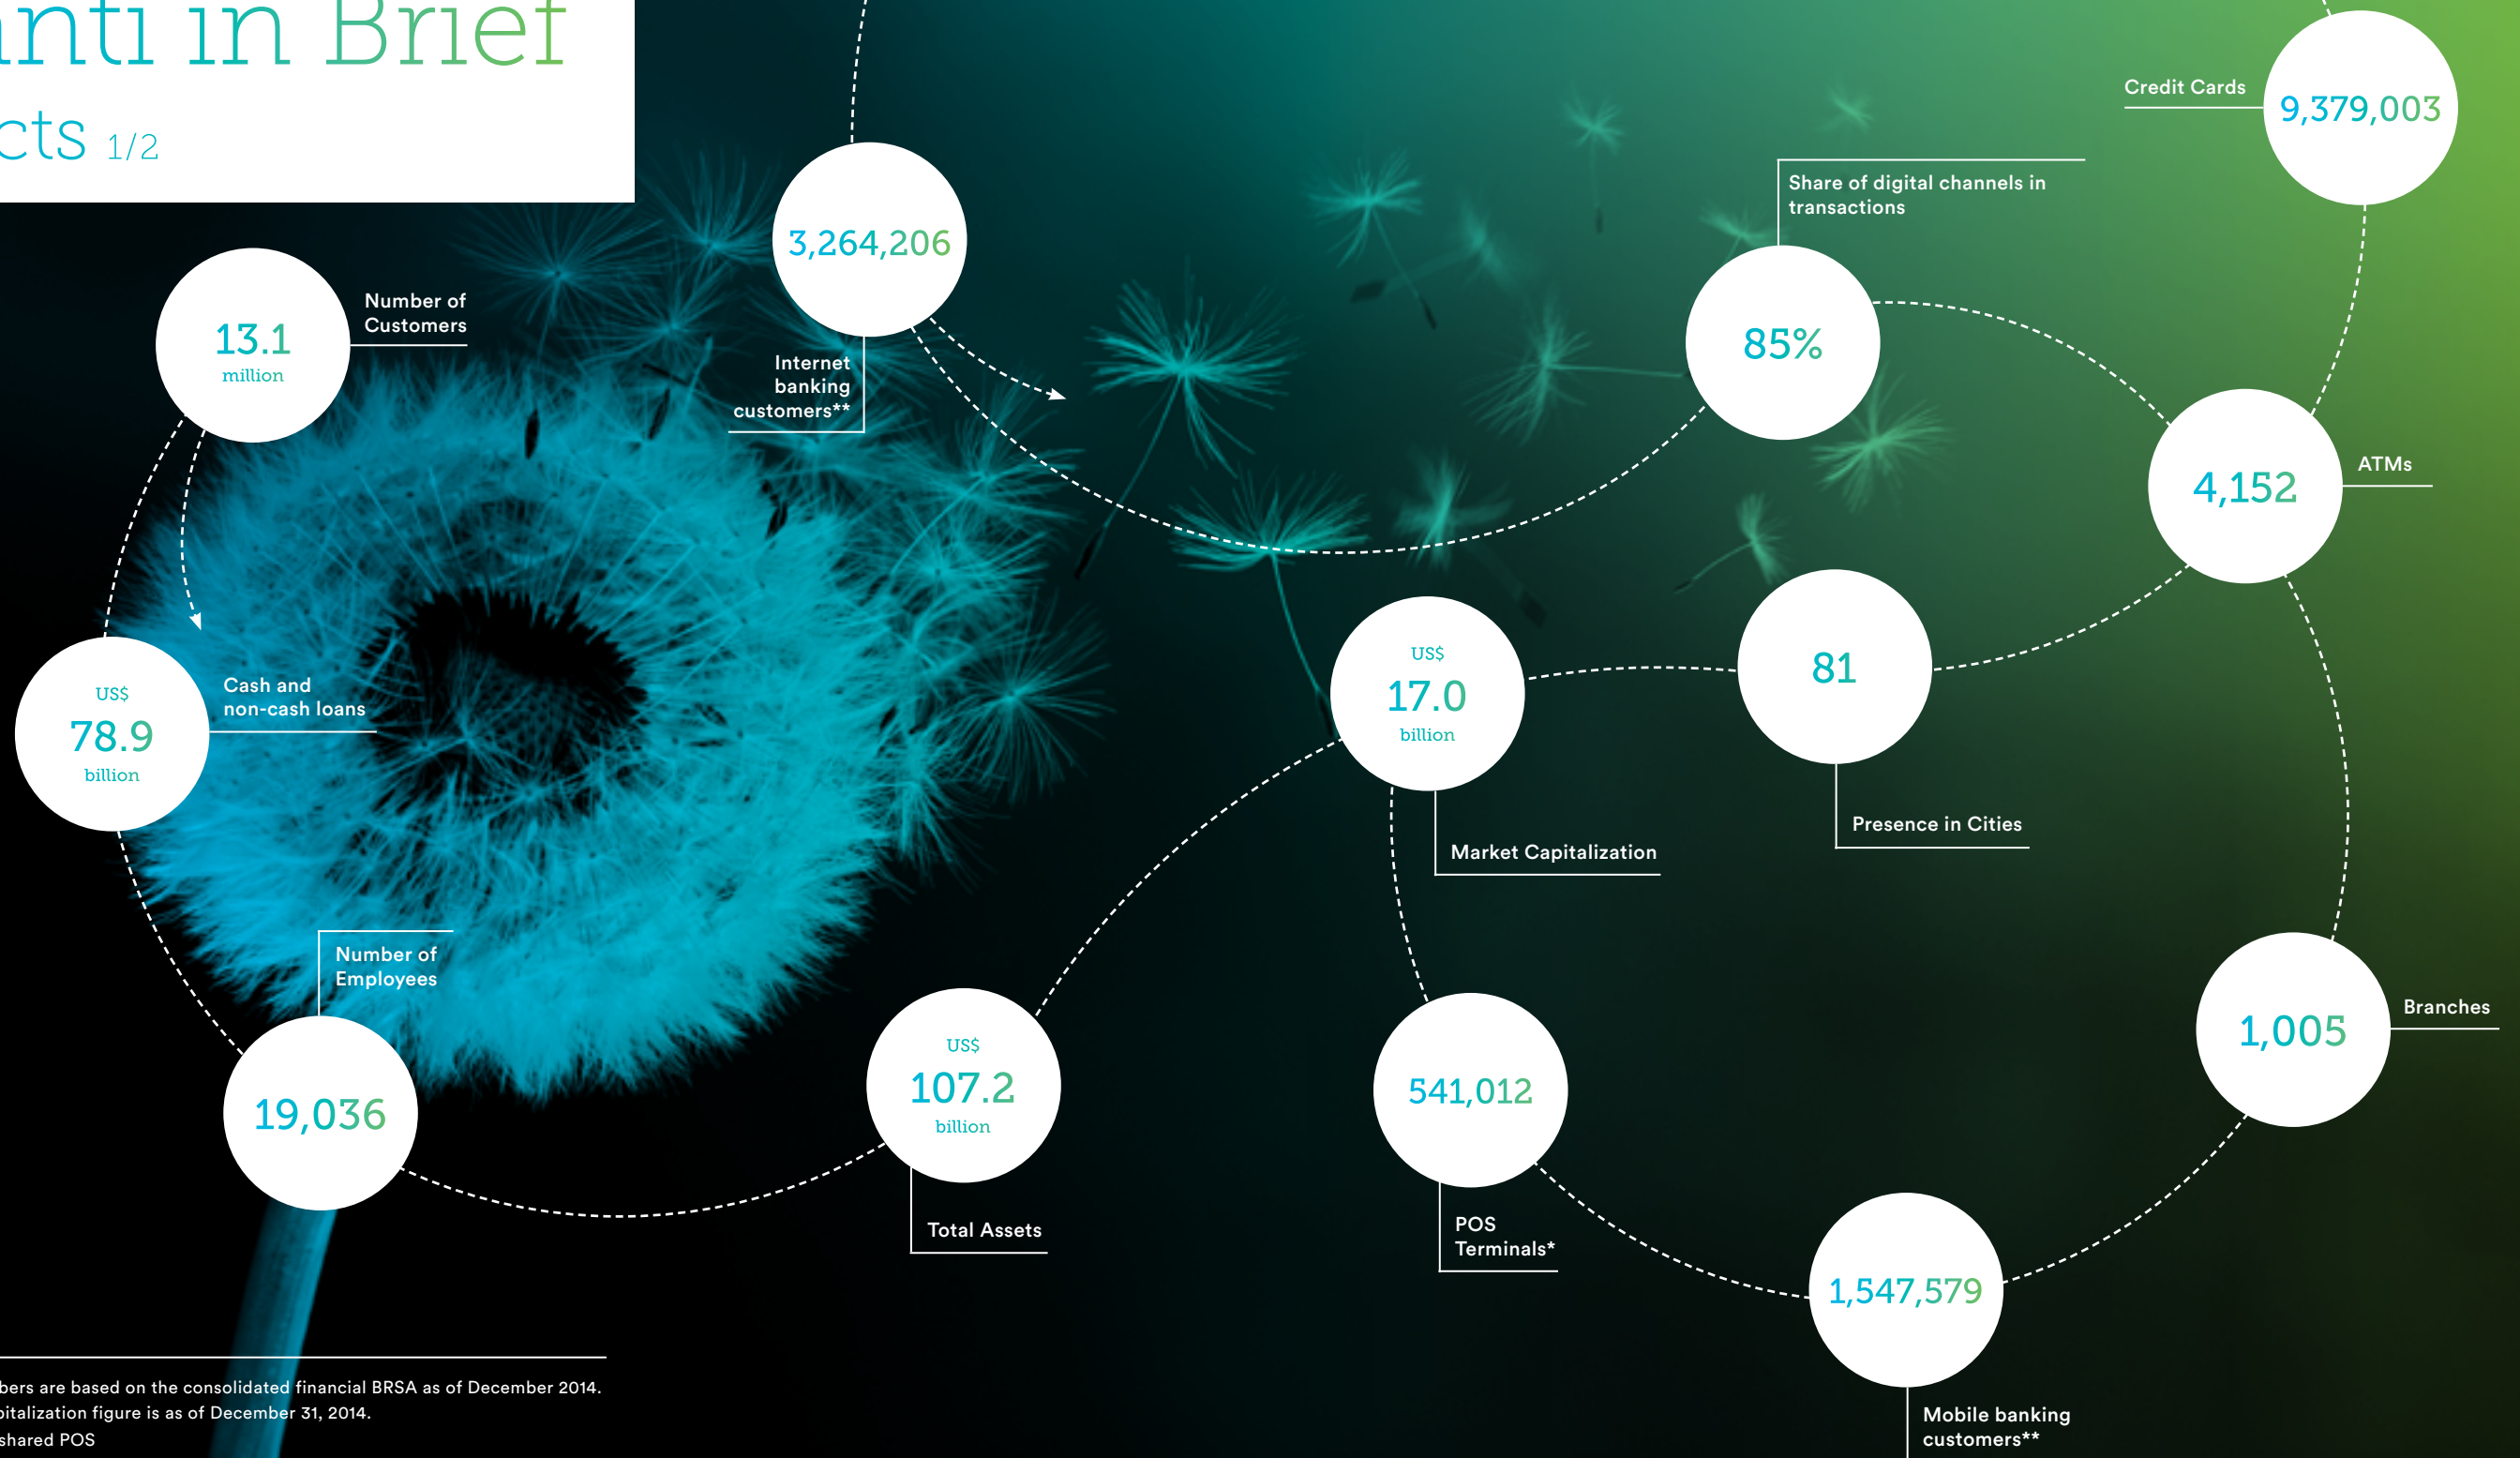 in Brief
1/2
Credit Cards
9,379,003
Share of digital channels in
transactions
85%
3,264,206
Internet
banking
customers**
13.1
million
Number of
Customers
4,152
ATMs
US$
78.9
billion
Cash and
non-cash loans
US$
17.0
billion
Market Capitalization
81
Presence in Cities
Number of
Employees
19,036
US$
107.2
billion
Total Assets
541,012
POS
Terminals*
1,005
Branches
1,547,579
Mobile banking
customers**
are based on the consolidated financial BRSA as of December 2014.
figure is as of December 31, 2014.
shared POS